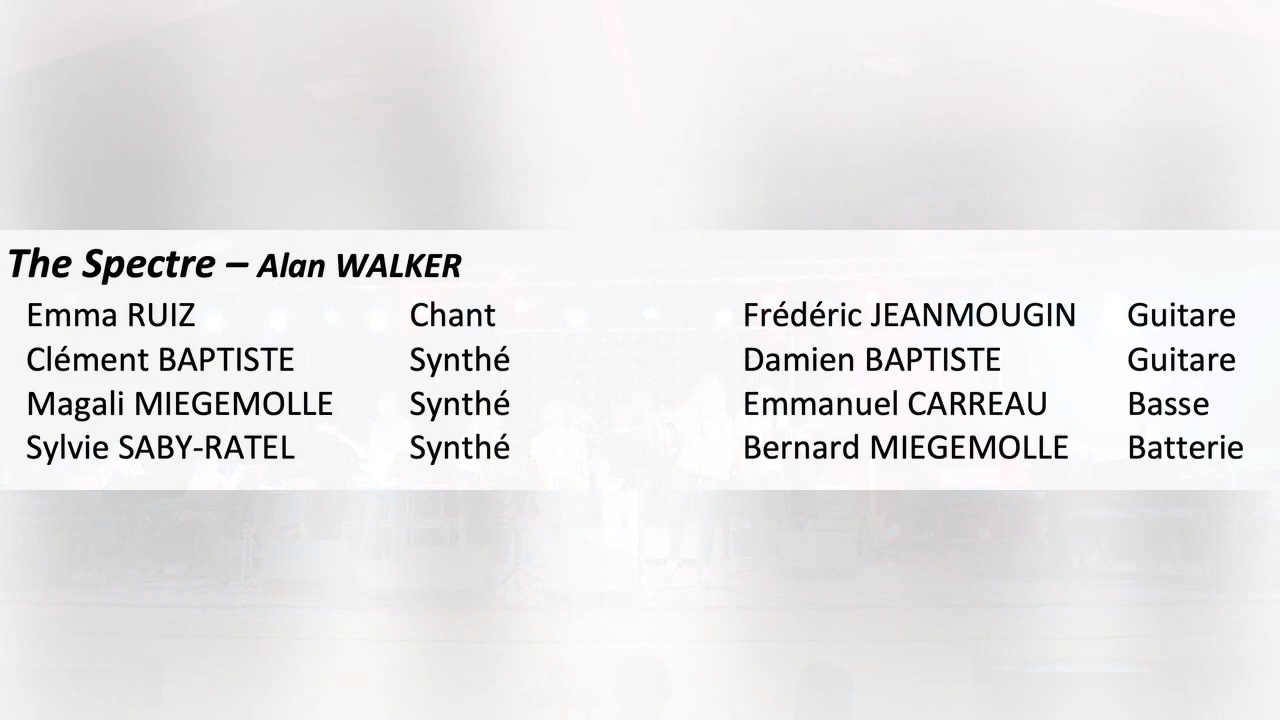 The Spectre – Alan WALKER
Emma RUIZ Chant Frédéric JEANMOUGIN Guitare
Clément BAPTISTE Synthé Damien BAPTISTE Guitare
Magali MIEGEMOLLE Synthé Emmanuel CARREAU Basse
Sylvie SABY-RATEL Synthé Bernard MIEGEMOLLE Batterie